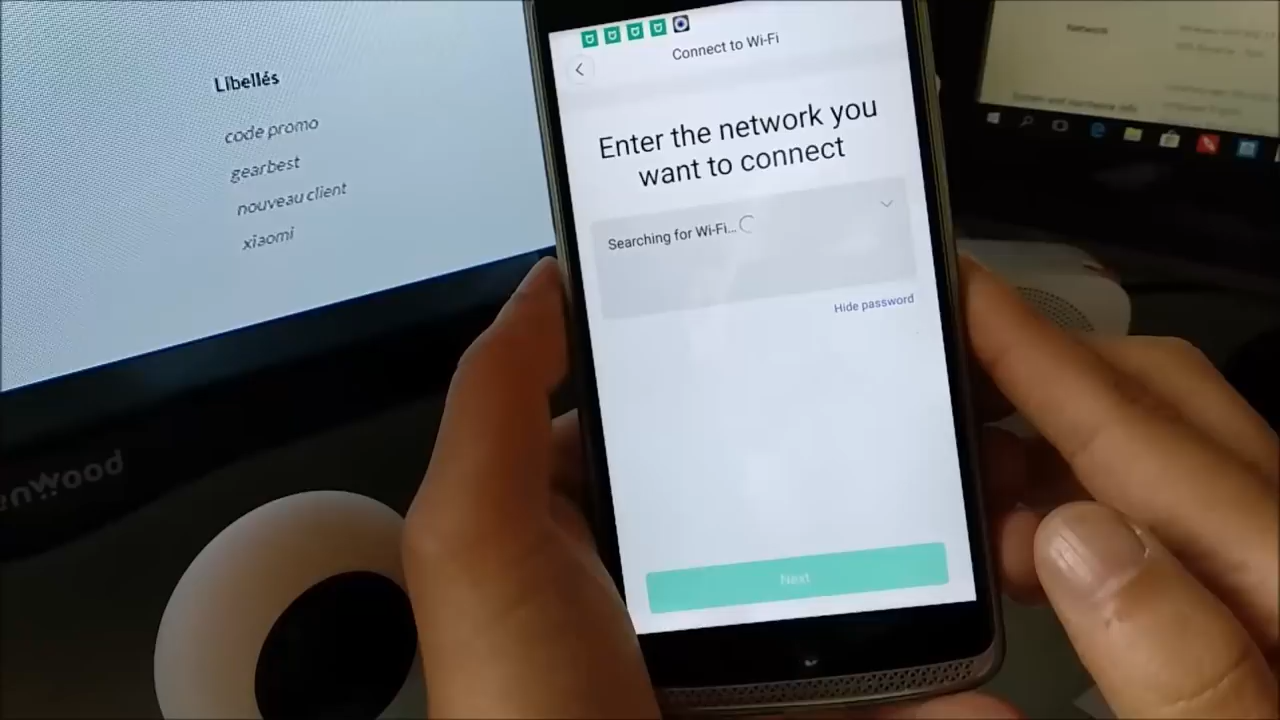 Libellés
code promo
gearbest
nouveau client
xiaomi
Connect to Wi-Fi
Enter the network you
want to connect
Searching for Wi-Fi...
Hide password
Next
Network